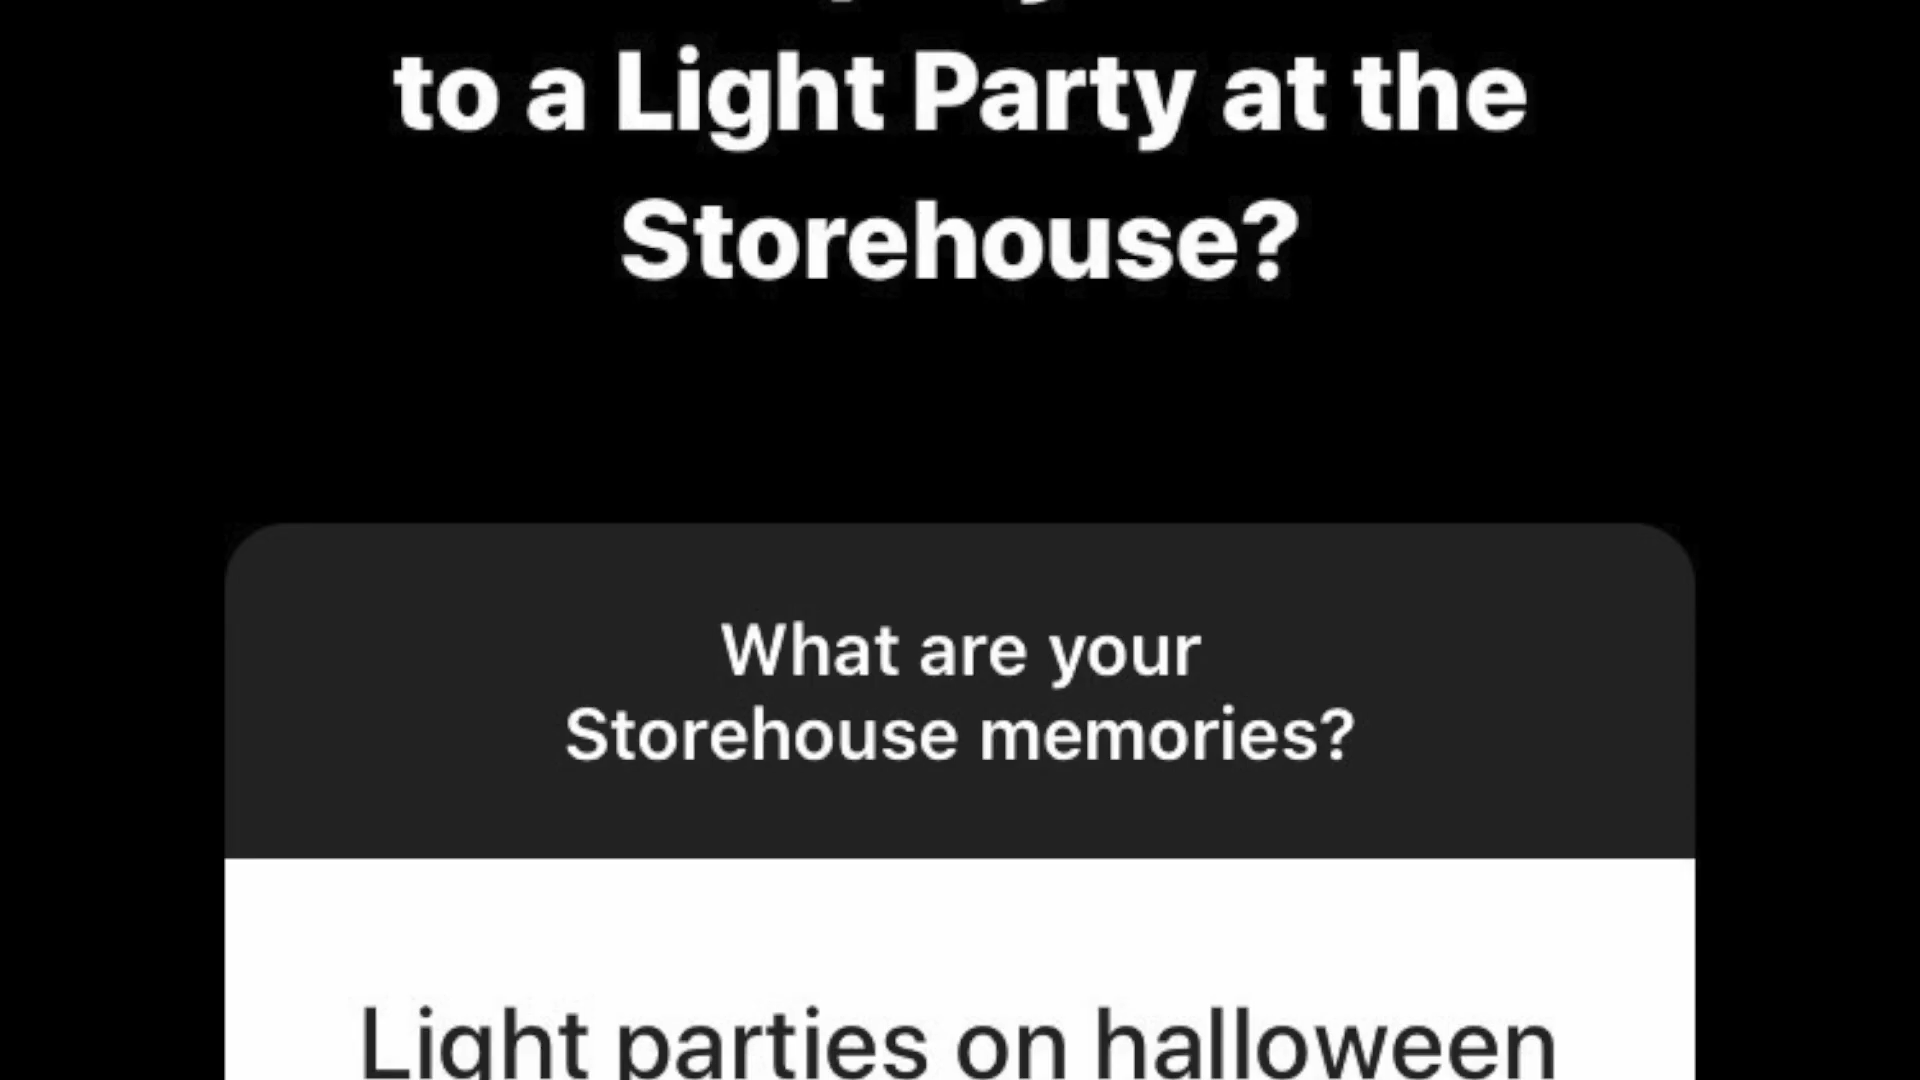 to a Light Party at the
Storehouse?
What are your
Storehouse memories?
Light parties on halloween